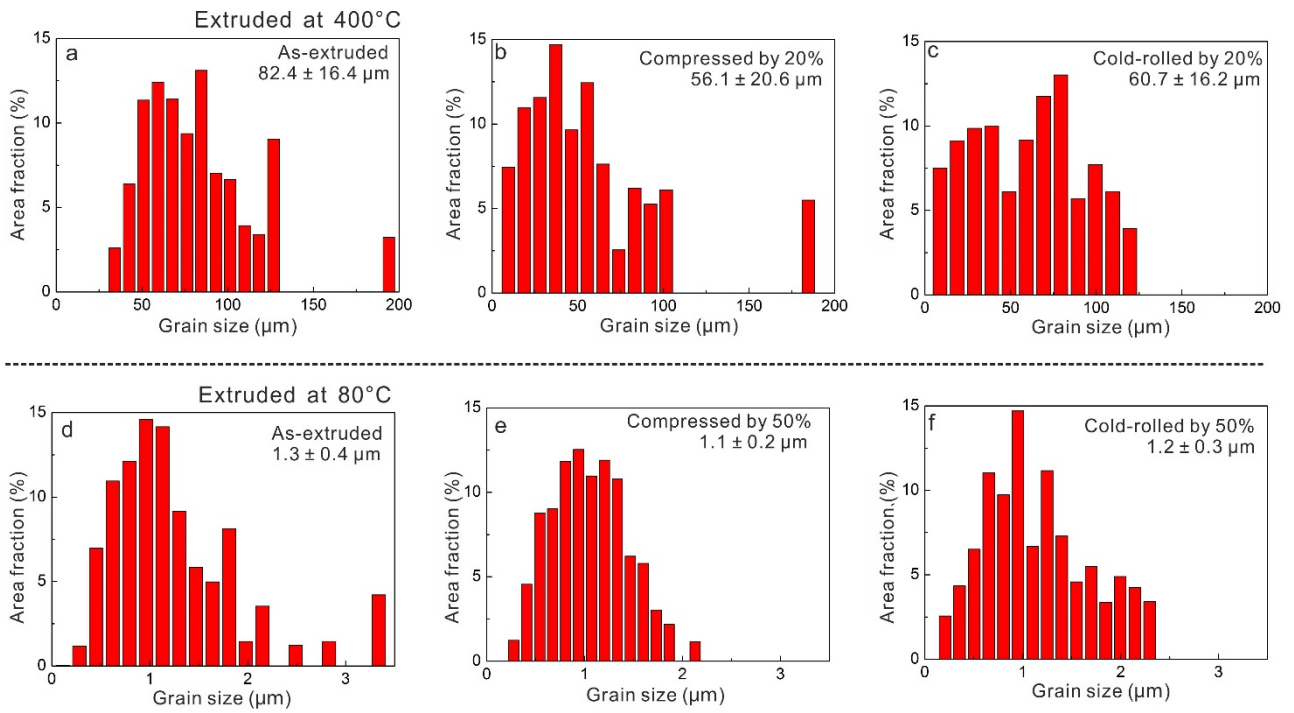 Extruded at 400°C
a
As-extruded
82.4 ± 16.4 μm
15
10
5
0
Area fraction (%)
0 50 100 150 200
Grain size (μm)
b
Compressed by 20%
56.1 ± 20.6 μm
15
10
5
0
Area fraction (%)
0 50 100 150 200
Grain size (μm)
c
Cold-rolled by 20%
60.7 ± 16.2 μm
15
10
5
0
Area fraction (%)
0 50 100 150 200
Grain size (μm)
Extruded at 80°C
d
As-extruded
1.3 ± 0.4 μm
15
10
5
0
Area fraction (%)
0 1 2 3
Grain size (μm)
e
Compressed by 50%
1.1 ± 0.2 μm
15
10
5
0
Area fraction (%)
0 1 2 3
Grain size (μm)
f
Cold-rolled by 50%
1.2 ± 0.3 μm
15
10
5
0
Area fraction (%)
0 1 2 3
Grain size (μm)